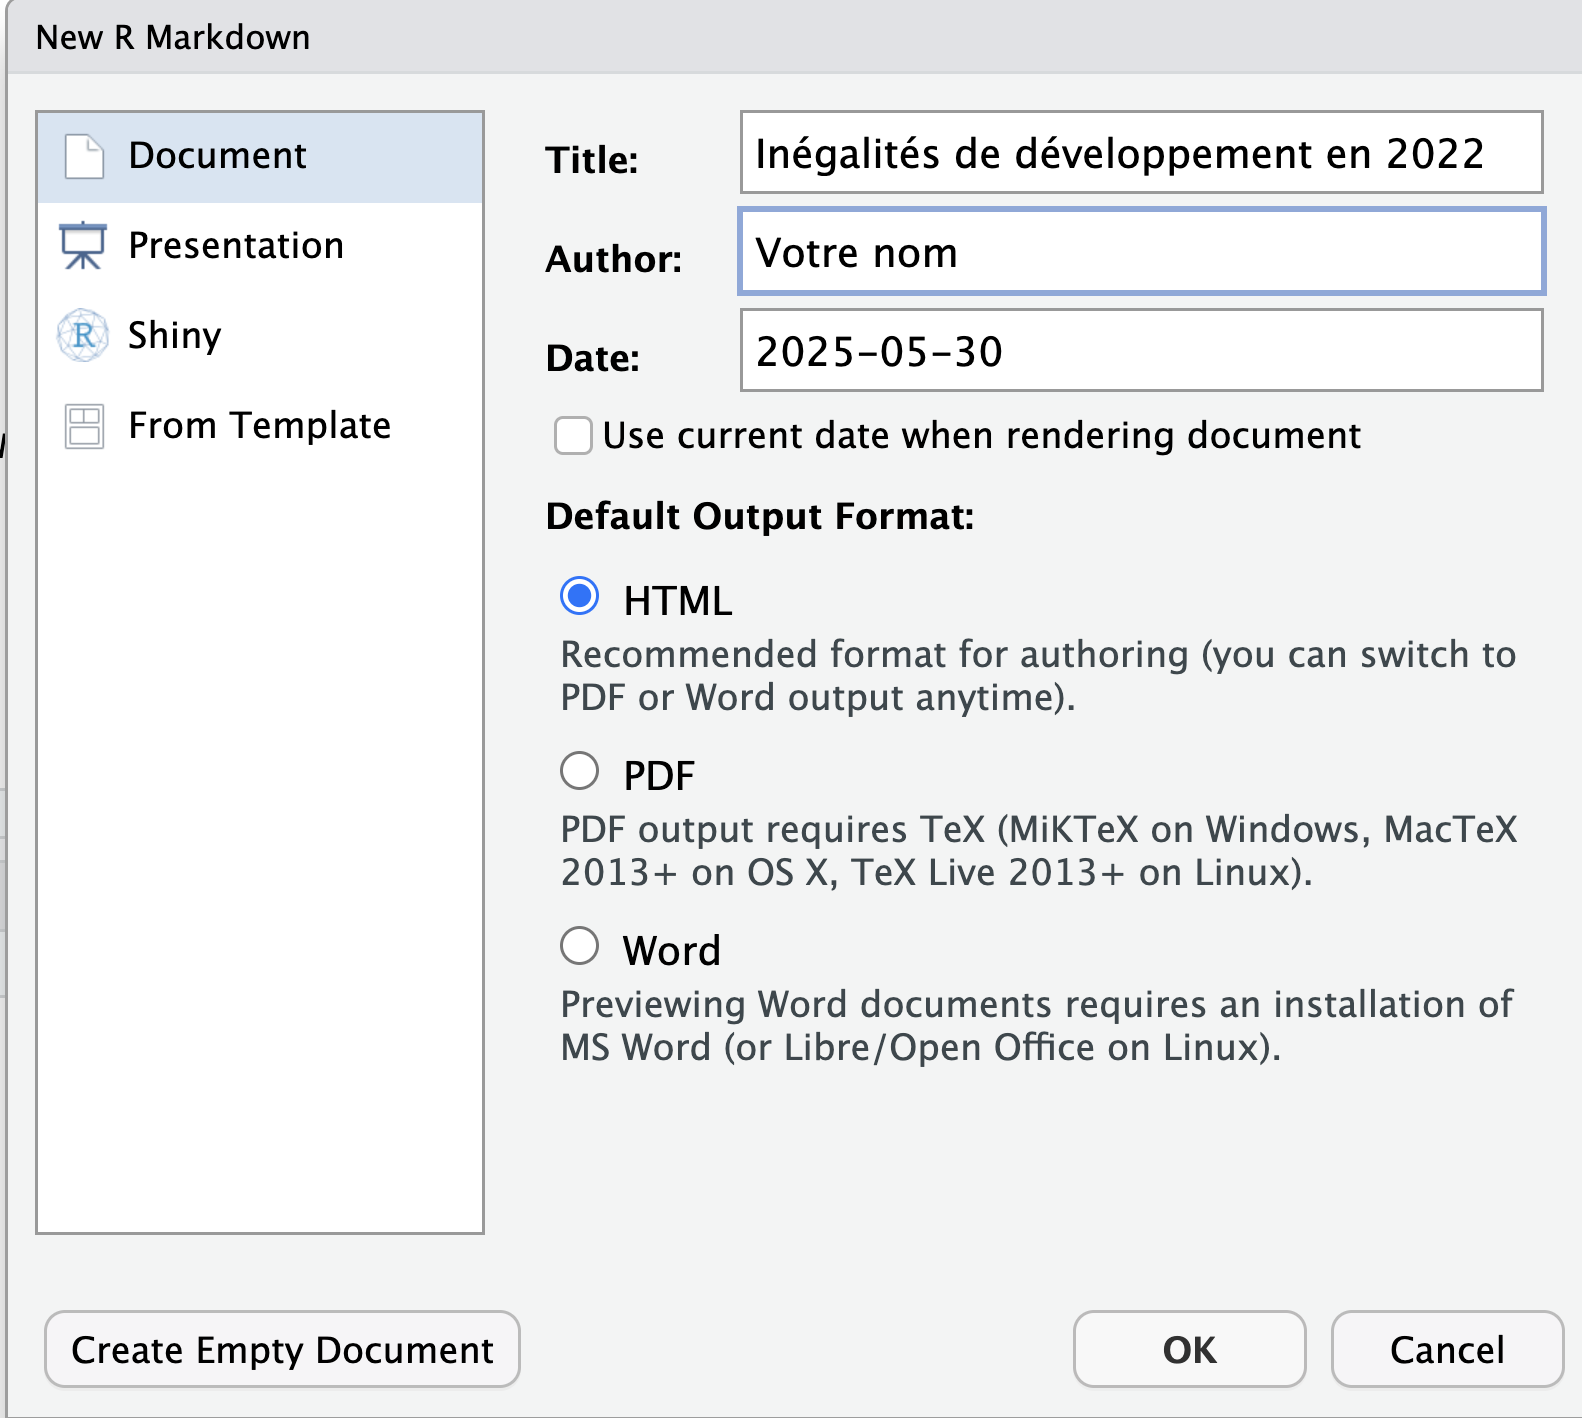 New R Markdown
Document
Presentation
Shiny
From Template
Title:
Inégalités de développement en 2022
Author:
Votre nom
Date:
2025-05-30
Use current date when rendering document
Default Output Format:
HTML
Recommended format for authoring (you can switch to
PDF or Word output anytime).
PDF
PDF output requires TeX (MiKTeX on Windows, MacTeX
2013+ on OS X, TeX Live 2013+ on Linux).
Word
Previewing Word documents requires an installation of
MS Word (or Libre/Open Office on Linux).
Create Empty Document
OK
Cancel